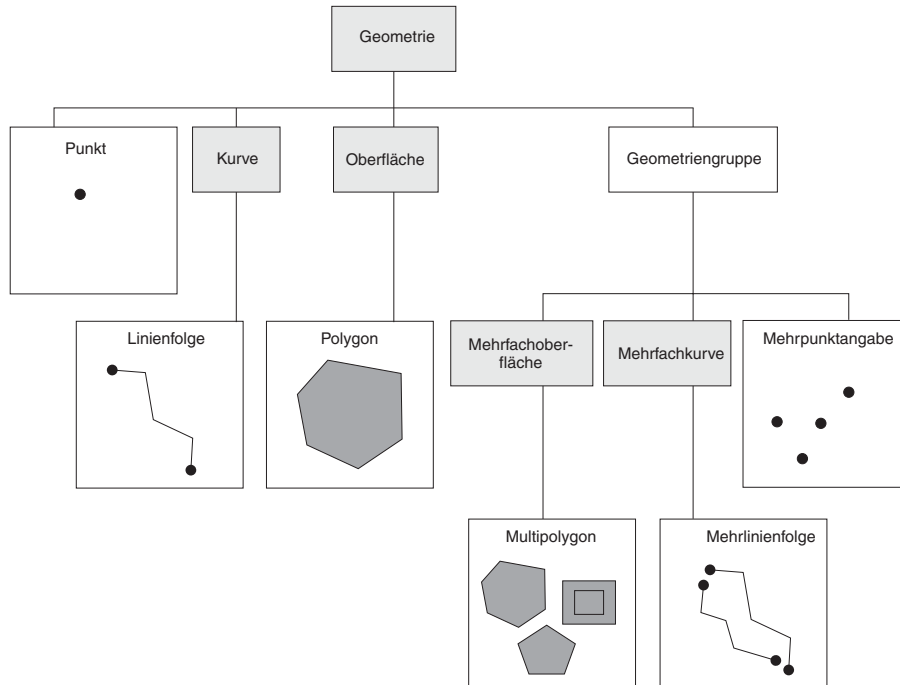 Geometrie
Punkt
Kurve
Oberfläche
Geometriengruppe
Linienfolge
Polygon
Mehrfachober-
fläche
Mehrfachkurve
Mehrpunktangabe
Multipolygon
Mehrlinienfolge